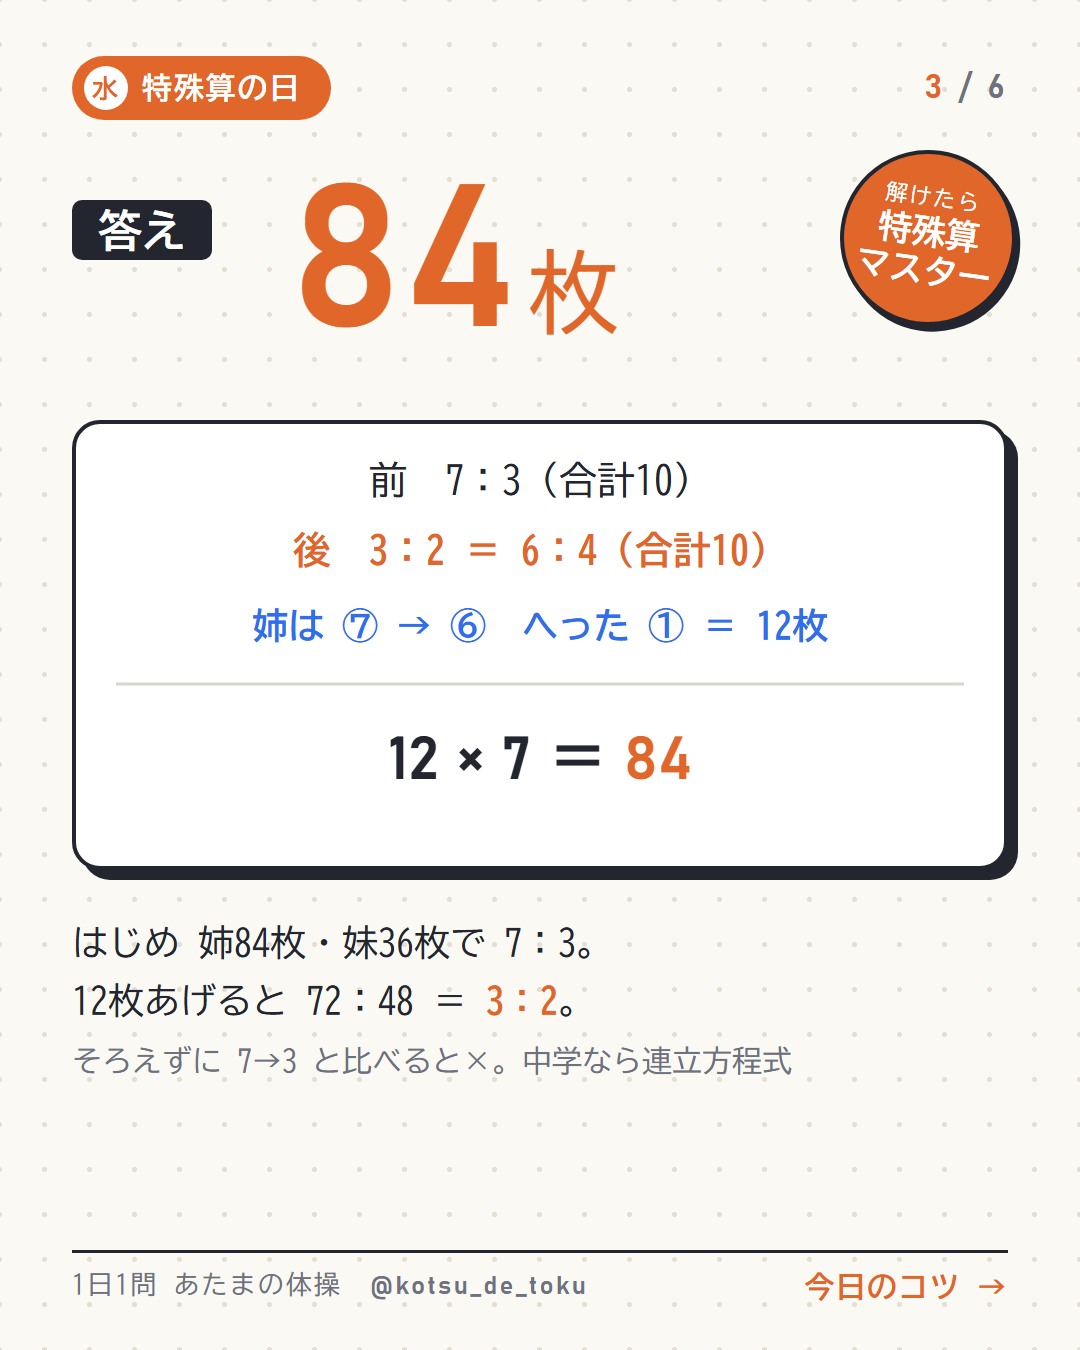 水 特殊算の日
3 / 6
答え
84枚
解けたら
特殊算
マスター
前　7：3（合計10）
後　3：2 ＝ 6：4（合計10）
姉は ⑦ → ⑥　へった ① ＝ 12枚
12 × 7 ＝ 84
はじめ 姉84枚・妹36枚で 7：3。
12枚あげると 72：48 ＝ 3：2。
そろえずに 7→3 と比べると×。中学なら連立方程式
1日1問 あたまの体操　@kotsu_de_toku
今日のコツ →